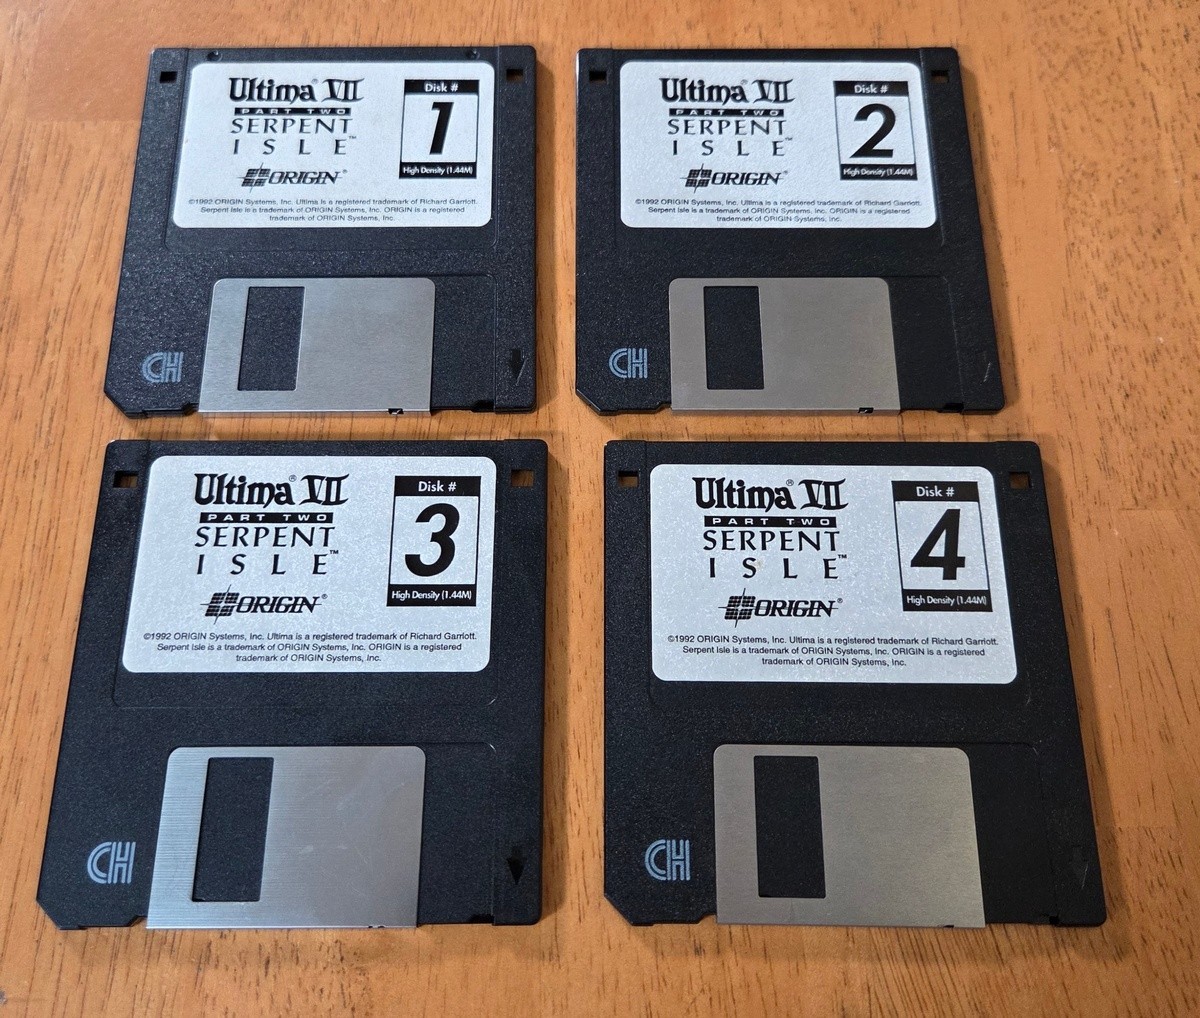 Ultima® VII
PART TWO
SERPENT
ISLE™
ORIGIN®
Disk #
1
High Density (1.44M)
©1992 ORIGIN Systems, Inc. Ultima is a registered trademark of Richard Garriott.
Serpent Isle is a trademark of ORIGIN Systems, Inc. ORIGIN is a registered
trademark of ORIGIN Systems, Inc.
CH
Ultima® VII
PART TWO
SERPENT
ISLE™
ORIGIN®
Disk #
2
High Density (1.44M)
©1992 ORIGIN Systems, Inc. Ultima is a registered trademark of Richard Garriott.
Serpent Isle is a trademark of ORIGIN Systems, Inc. ORIGIN is a registered
trademark of ORIGIN Systems, Inc.
CH
Ultima® VII
PART TWO
SERPENT
ISLE™
ORIGIN®
Disk #
3
High Density (1.44M)
©1992 ORIGIN Systems, Inc. Ultima is a registered trademark of Richard Garriott.
Serpent Isle is a trademark of ORIGIN Systems, Inc. ORIGIN is a registered
trademark of ORIGIN Systems, Inc.
CH
Ultima® VII
PART TWO
SERPENT
ISLE™
ORIGIN®
Disk #
4
High Density (1.44M)
©1992 ORIGIN Systems, Inc. Ultima is a registered trademark of Richard Garriott.
Serpent Isle is a trademark of ORIGIN Systems, Inc. ORIGIN is a registered
trademark of ORIGIN Systems, Inc.
CH